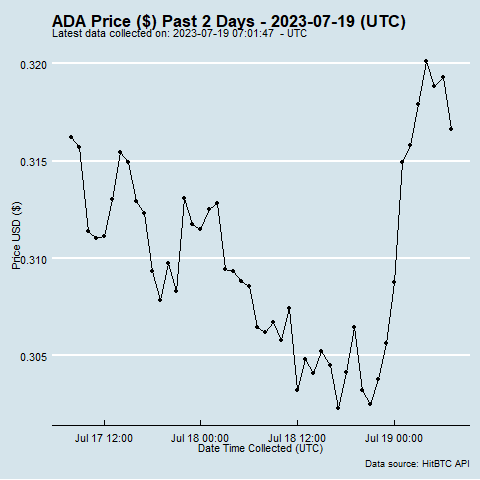 ADA Price ($) Past 2 Days - 2023-07-19 (UTC)
Latest data collected on: 2023-07-19 07:01:47  - UTC
0.320
0.315
0.310
0.305
Price USD ($)
Jul 17 12:00 Jul 18 00:00 Jul 18 12:00 Jul 19 00:00
Date Time Collected (UTC)
Data source: HitBTC API